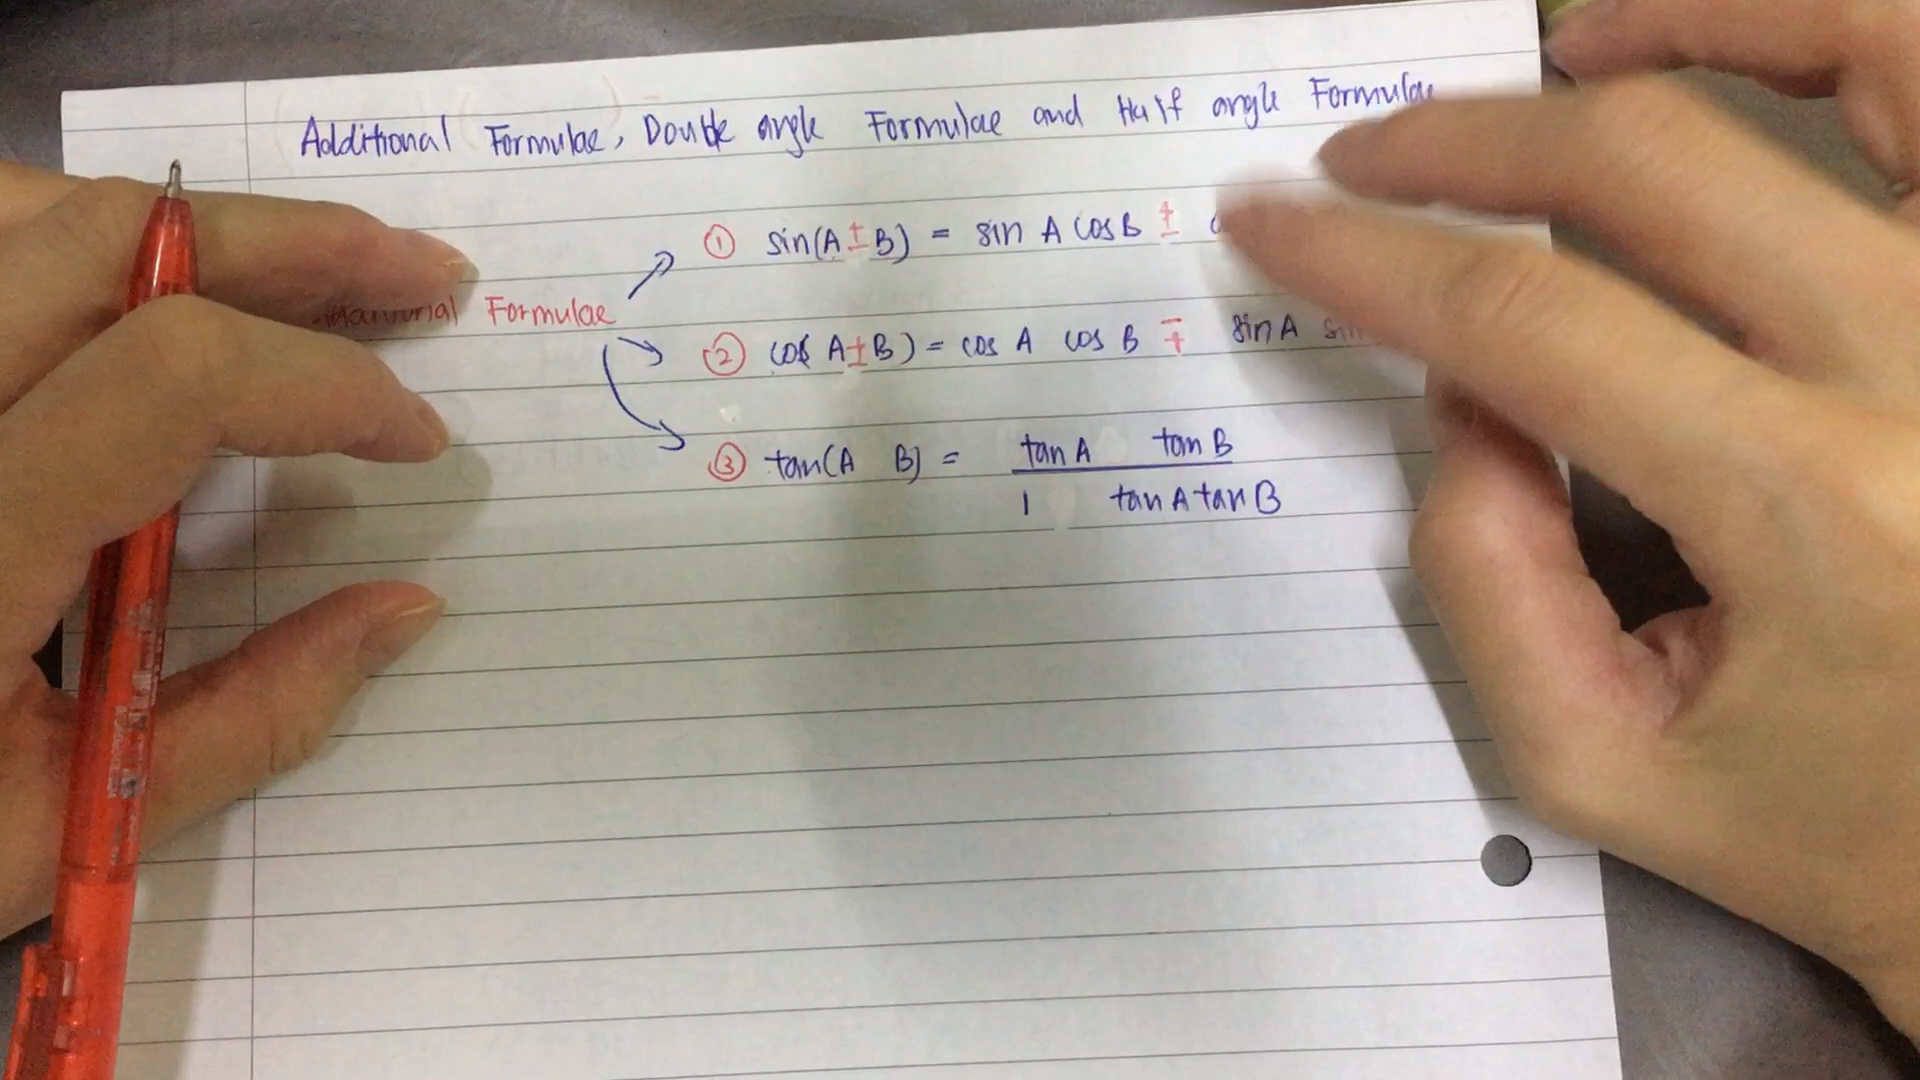 Additional Formulae, Double angle Formulae and Half angle Formulae
① sin(A ± B) = sin A cos B ±
Formulae
② cos(A ± B) = cos A cos B ∓ sin A
③ tan(A B) = tan A tan B
1 tan A tan B